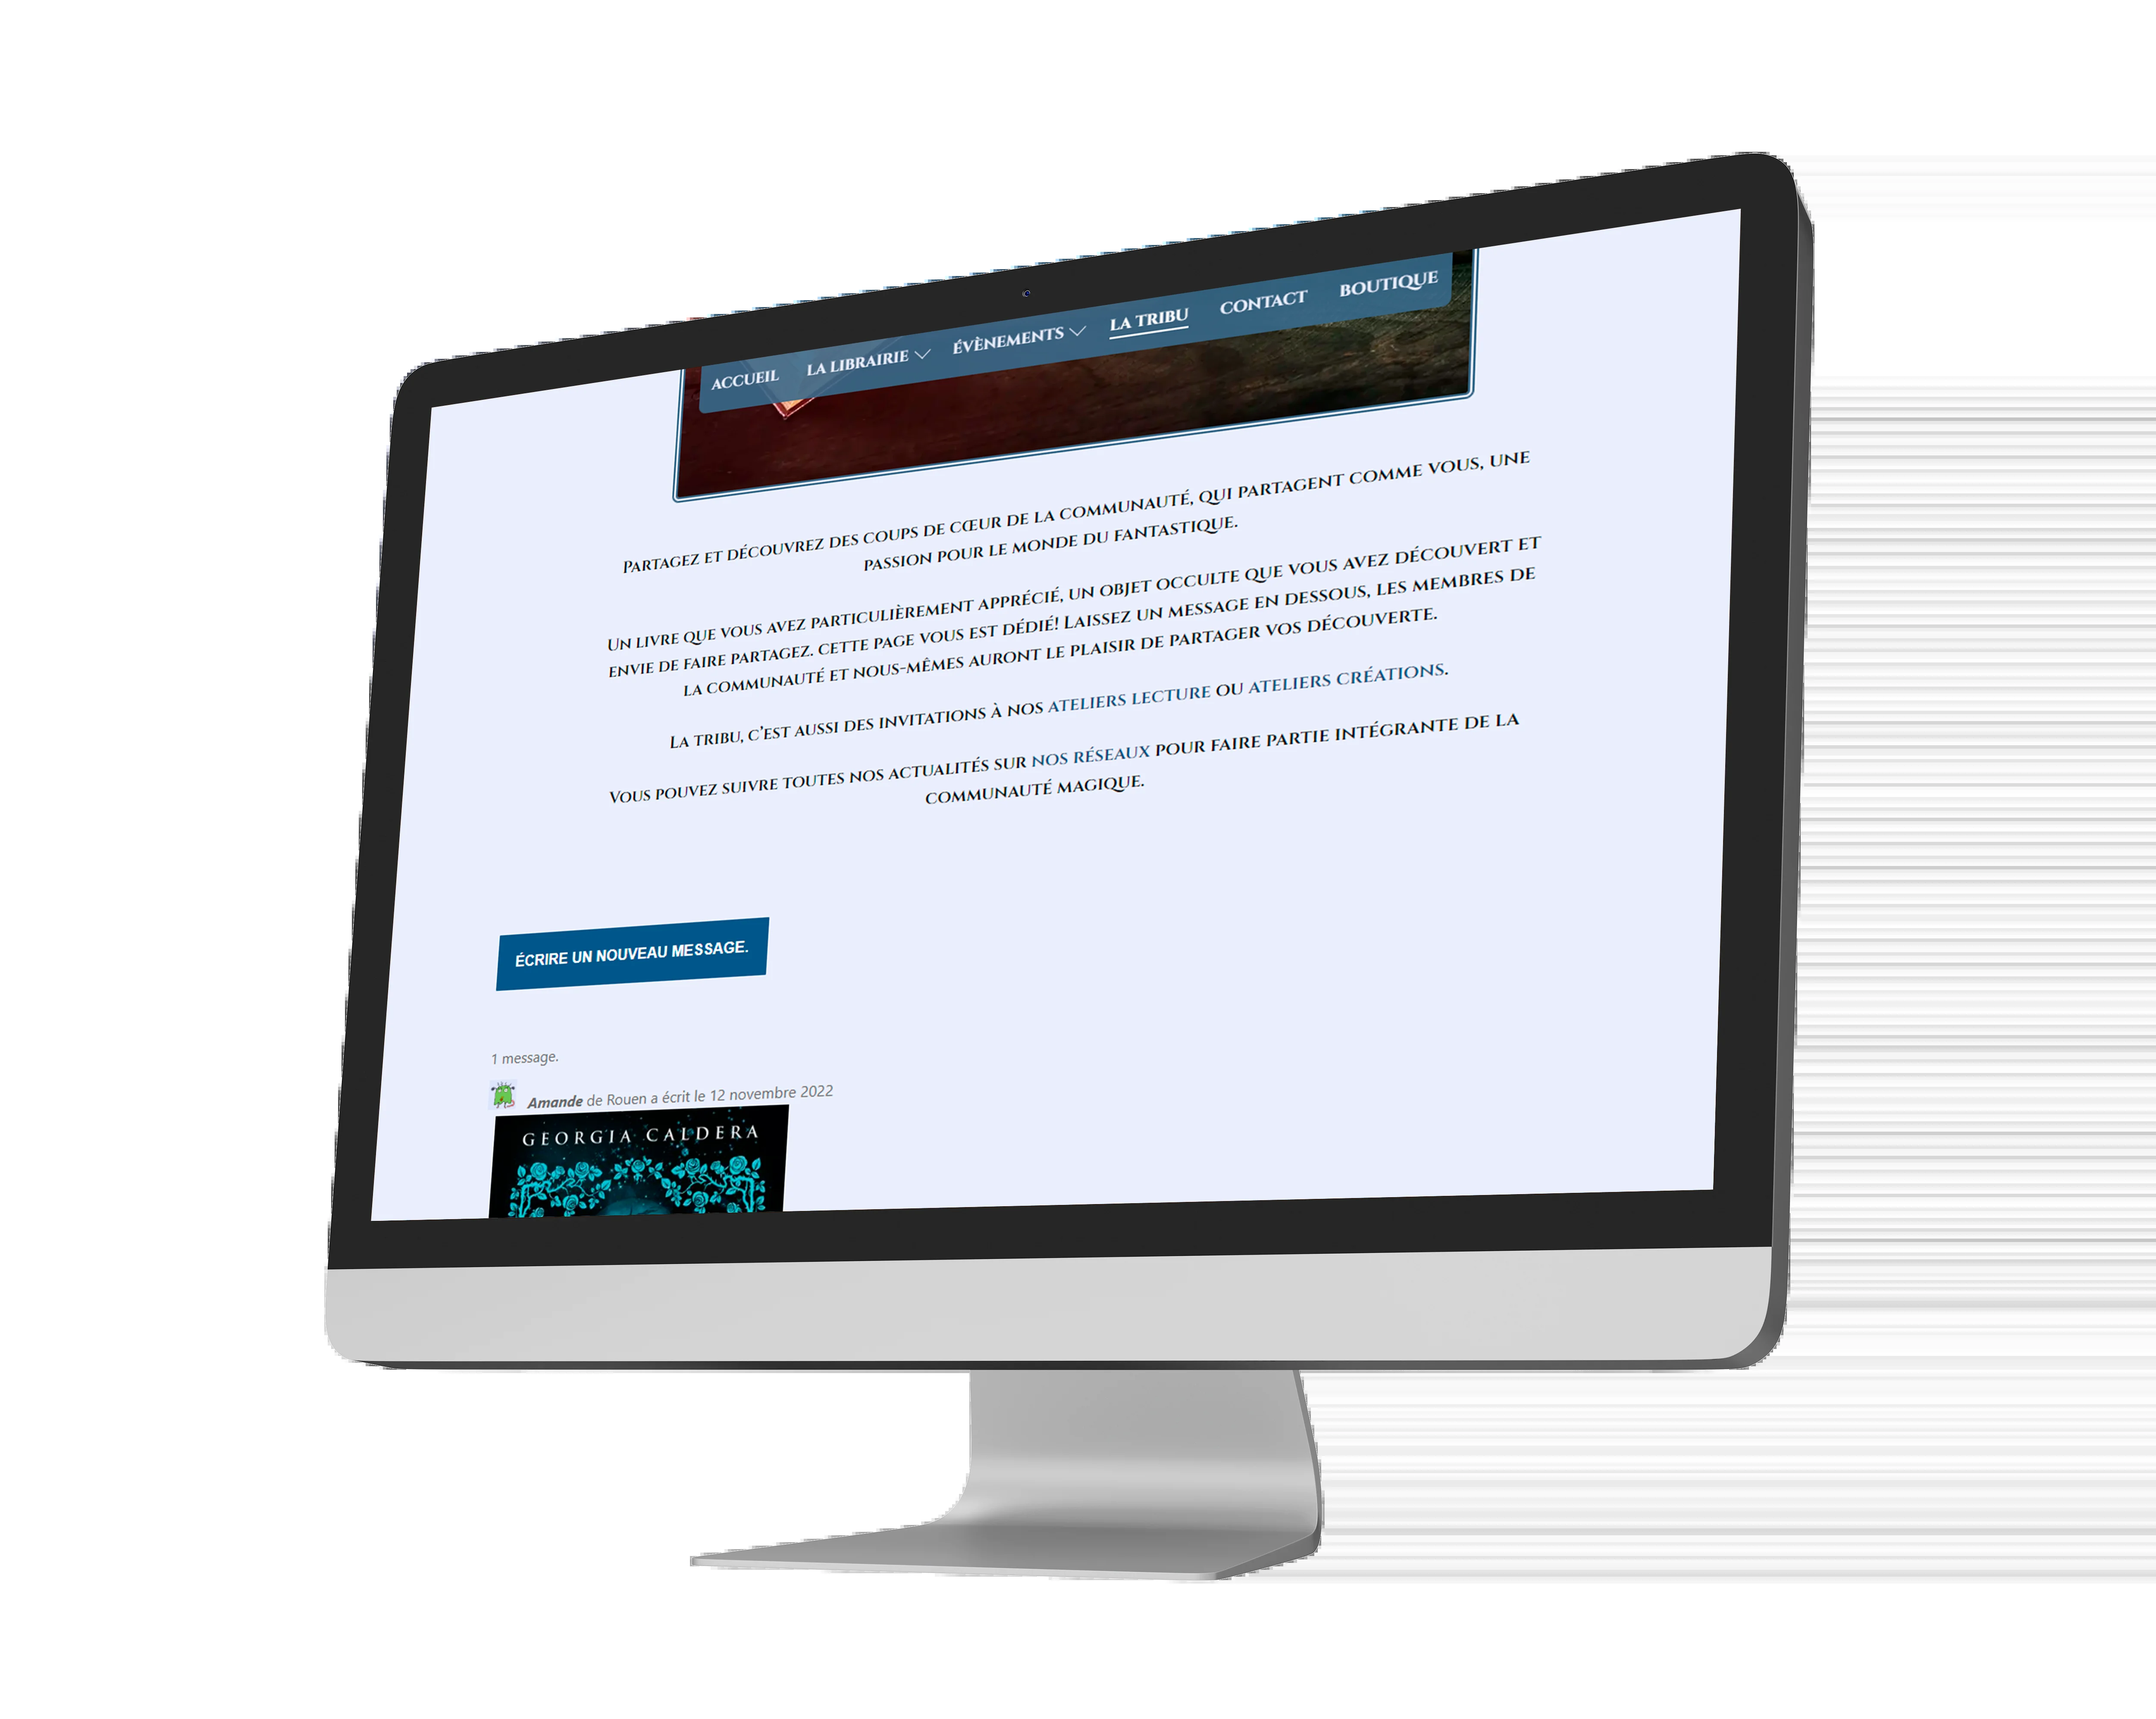 ACCUEIL LA LIBRAIRIE ÉVÈNEMENTS LA TRIBU CONTACT BOUTIQUE
PARTAGEZ ET DÉCOUVREZ DES COUPS DE CŒUR DE LA COMMUNAUTÉ, QUI PARTAGENT COMME VOUS, UNE
PASSION POUR LE MONDE DU FANTASTIQUE.
UN LIVRE QUE VOUS AVEZ PARTICULIÈREMENT APPRÉCIÉ, UN OBJET OCCULTE QUE VOUS AVEZ DÉCOUVERT ET
ENVIE DE FAIRE PARTAGEZ. CETTE PAGE VOUS EST DÉDIÉ! LAISSEZ UN MESSAGE EN DESSOUS, LES MEMBRES DE
LA COMMUNAUTÉ ET NOUS-MÊMES AURONT LE PLAISIR DE PARTAGER VOS DÉCOUVERTE.
LA TRIBU, C'EST AUSSI DES INVITATIONS À NOS ATELIERS LECTURE OU ATELIERS CRÉATIONS.
VOUS POUVEZ SUIVRE TOUTES NOS ACTUALITÉS SUR NOS RÉSEAUX POUR FAIRE PARTIE INTÉGRANTE DE LA
COMMUNAUTÉ MAGIQUE.
ÉCRIRE UN NOUVEAU MESSAGE.
1 message.
Amande de Rouen a écrit le 12 novembre 2022
GEORGIA CALDERA